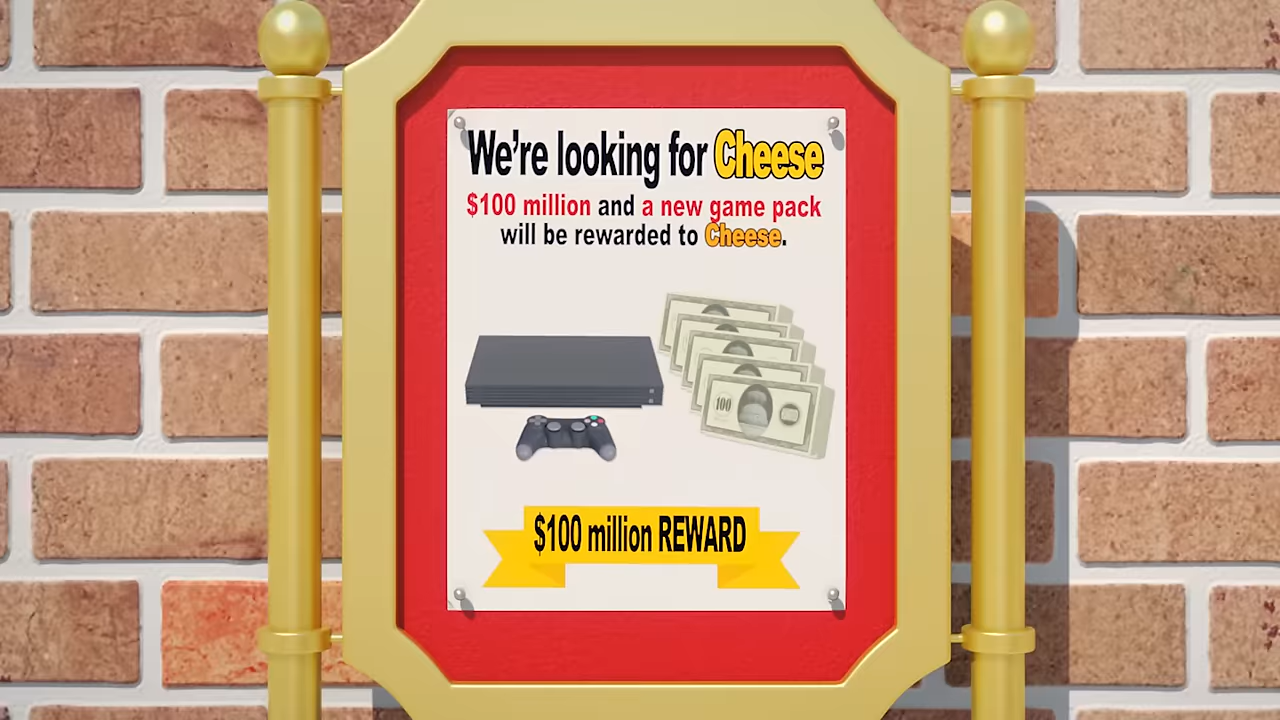 We're looking for Cheese
$100 million and a new game pack
will be rewarded to Cheese.
100
$100 million REWARD